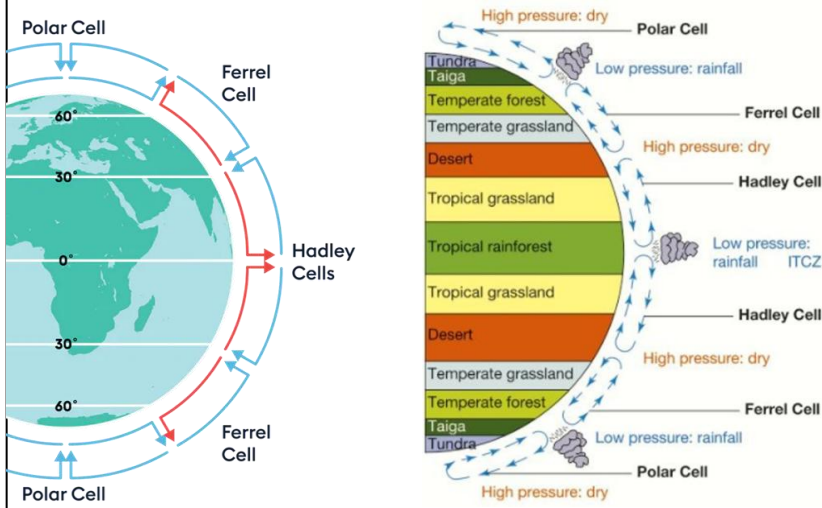 Polar Cell
Ferrel
Cell
60°
30°
0°
Hadley
Cells
30°
60°
Ferrel
Cell
Polar Cell
High pressure: dry
Polar Cell
Low pressure: rainfall
Tundra
Taiga
Temperate forest
Ferrel Cell
Temperate grassland
High pressure: dry
Desert
Hadley Cell
Tropical grassland
Tropical rainforest
Low pressure:
rainfall ITCZ
Tropical grassland
Hadley Cell
Desert
High pressure: dry
Temperate grassland
Temperate forest
Ferrel Cell
Taiga
Low pressure: rainfall
Tundra
Polar Cell
High pressure: dry